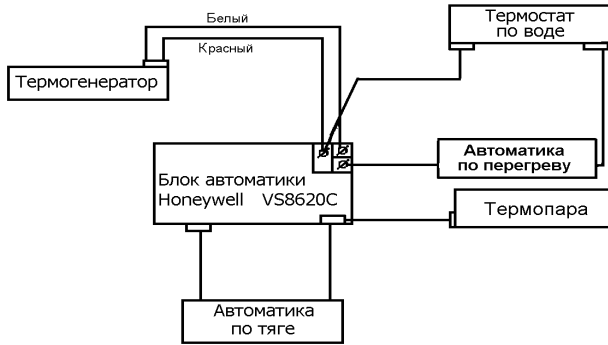 Белый
Красный
Термогенератор
Термостат
по воде
Автоматика
по перегреву
Блок автоматики
Honeywell VS8620C
Термопара
Автоматика
по тяге